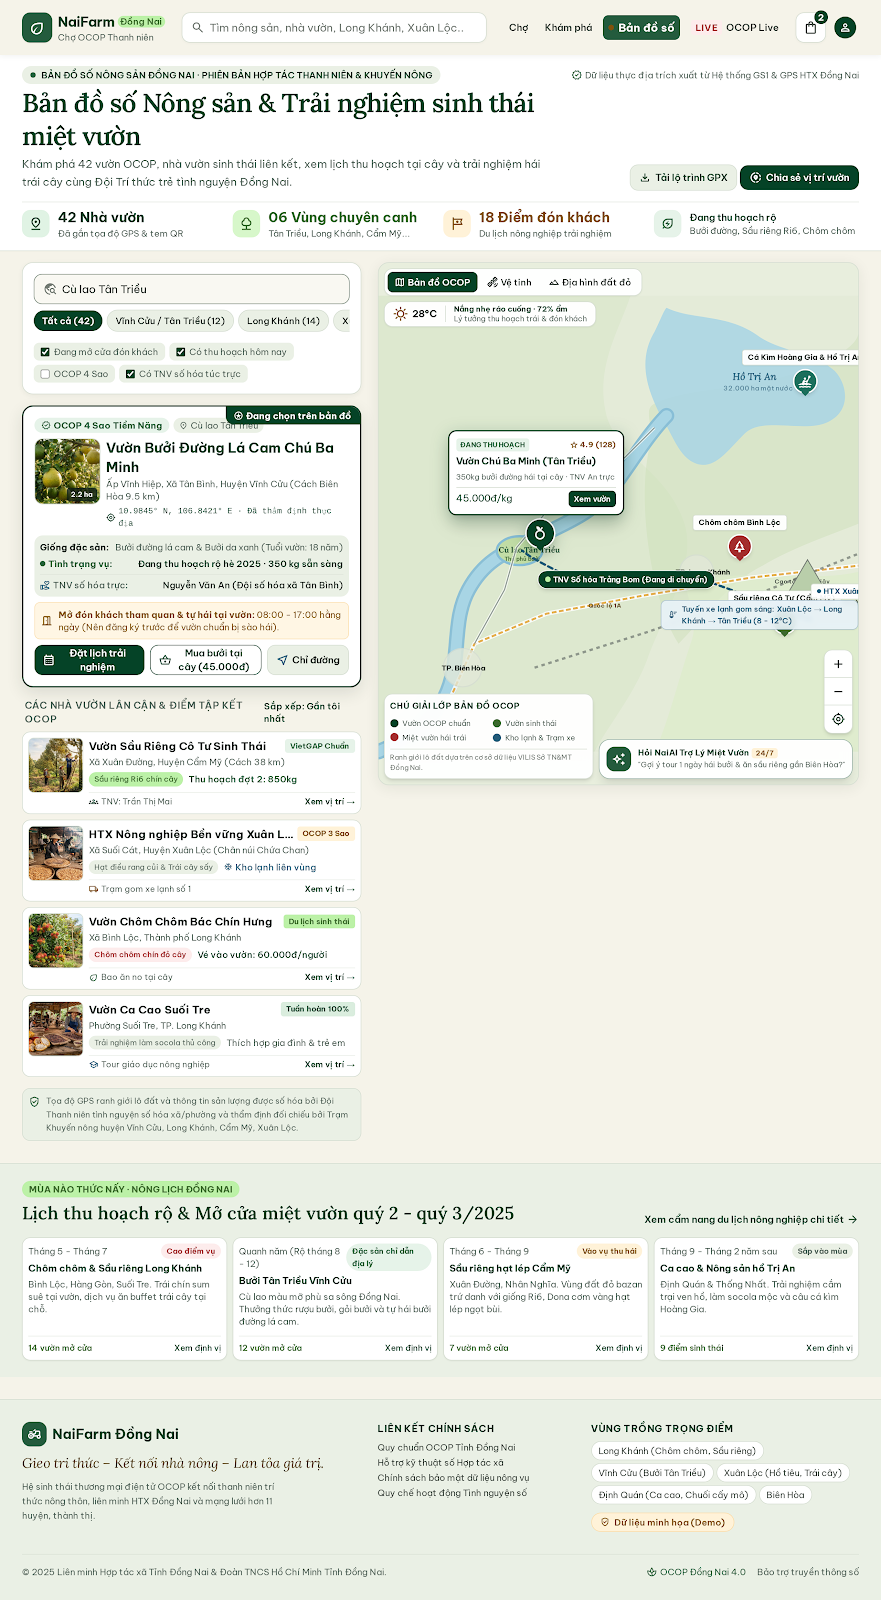 NaiFarm Đồng Nai
Chợ OCOP Thanh niên
Tìm nông sản, nhà vườn, Long Khánh, Xuân Lộc..
Chợ
Khám phá
Bản đồ số
LIVE OCOP Live
2
BẢN ĐỒ SỐ NÔNG SẢN ĐỒNG NAI · PHIÊN BẢN HỢP TÁC THANH NIÊN & KHUYẾN NÔNG
Dữ liệu thực địa trích xuất từ Hệ thống GS1 & GPS HTX Đồng Nai
Bản đồ số Nông sản & Trải nghiệm sinh thái
miệt vườn
Khám phá 42 vườn OCOP, nhà vườn sinh thái liên kết, xem lịch thu hoạch tại cây và trải nghiệm hái
trái cây cùng Đội Trí thức trẻ tình nguyện Đồng Nai.
Tải lộ trình GPX
Chia sẻ vị trí vườn
42 Nhà vườn
Đã gắn tọa độ GPS & tem QR
06 Vùng chuyên canh
Tân Triều, Long Khánh, Cẩm Mỹ...
18 Điểm đón khách
Du lịch nông nghiệp trải nghiệm
Đang thu hoạch rộ
Bưởi đường, Sầu riêng Ri6, Chôm chôm
Cù lao Tân Triều
Tất cả (42)
Vĩnh Cửu / Tân Triều (12)
Long Khánh (14)
X
Đang mở cửa đón khách
Có thu hoạch hôm nay
OCOP 4 Sao
Có TNV số hóa túc trực
Đang chọn trên bản đồ
OCOP 4 Sao Tiềm Năng
Cù lao Tân Triều
Vườn Bưởi Đường Lá Cam Chú Ba
Minh
2.2 ha
Ấp Vĩnh Hiệp, Xã Tân Bình, Huyện Vĩnh Cửu (Cách Biên
Hòa 9.5 km)
10.9845° N, 106.8421° E · Đã thẩm định thực
địa
Giống đặc sản: Bưởi đường lá cam & Bưởi da xanh (Tuổi vườn: 18 năm)
Tình trạng vụ: Đang thu hoạch rộ hè 2025 · 350 kg sẵn sàng
TNV số hóa trực: Nguyễn Văn An (Đội số hóa xã Tân Bình)
Mở đón khách tham quan & tự hái tại vườn: 08:00 - 17:00 hằng
ngày (Nên đăng ký trước để vườn chuẩn bị sào hái).
Đặt lịch trải
nghiệm
Mua bưởi tại
cây (45.000đ)
Chỉ đường
CÁC NHÀ VƯỜN LÂN CẬN & ĐIỂM TẬP KẾT
OCOP
Sắp xếp: Gần tôi
nhất
Vườn Sầu Riêng Cô Tư Sinh Thái
VietGAP Chuẩn
Xã Xuân Đường, Huyện Cẩm Mỹ (Cách 38 km)
Sầu riêng Ri6 chín cây
Thu hoạch đợt 2: 850kg
TNV: Trần Thị Mai
Xem vị trí →
HTX Nông nghiệp Bền vững Xuân L...
OCOP 3 Sao
Xã Suối Cát, Huyện Xuân Lộc (Chân núi Chứa Chan)
Hạt điều rang củi & Trái cây sấy
Kho lạnh liên vùng
Trạm gom xe lạnh số 1
Xem vị trí →
Vườn Chôm Chôm Bác Chín Hưng
Du lịch sinh thái
Xã Bình Lộc, Thành phố Long Khánh
Chôm chôm chín đỏ cây
Vé vào vườn: 60.000đ/người
Bao ăn no tại cây
Xem vị trí →
Vườn Ca Cao Suối Tre
Tuần hoàn 100%
Phường Suối Tre, TP. Long Khánh
Trải nghiệm làm socola thủ công
Thích hợp gia đình & trẻ em
Tour giáo dục nông nghiệp
Xem vị trí →
Tọa độ GPS ranh giới lô đất và thông tin sản lượng được số hóa bởi Đội
Thanh niên tình nguyện số hóa xã/phường và thẩm định đối chiếu bởi Trạm
Khuyến nông huyện Vĩnh Cửu, Long Khánh, Cẩm Mỹ, Xuân Lộc.
Bản đồ OCOP
Vệ tinh
Địa hình đất đỏ
28°C
Nắng nhẹ ráo cuống · 72% ẩm
Lý tưởng thu hoạch trái & đón khách
Cá Kìm Hoàng Gia & Hồ Trị An
Hồ Trị An
32.000 ha mặt nước
ĐANG THU HOẠCH
4.9 (128)
Vườn Chú Ba Minh (Tân Triều)
350kg bưởi đường hái tại cây · TNV An trực
45.000đ/kg
Xem vườn
Cù lao Tân Triều
Chôm chôm Bình Lộc
Khánh
TNV Số hóa Trảng Bom (Đang di chuyển)
Sầu riêng Cô Tư
HTX Xuân
Quốc lộ 1A
Tuyến xe lạnh gom sáng: Xuân Lộc → Long
Khánh → Tân Triều (8 - 12°C)
TP. Biên Hòa
+
−
CHÚ GIẢI LỚP BẢN ĐỒ OCOP
Vườn OCOP chuẩn
Vườn sinh thái
Miệt vườn hái trái
Kho lạnh & Trạm xe
Ranh giới lô đất dựa trên cơ sở dữ liệu VILIS Sở TN&MT
Đồng Nai.
Hỏi NaiAI Trợ Lý Miệt Vườn 24/7
"Gợi ý tour 1 ngày hái bưởi & ăn sầu riêng gần Biên Hòa?"
MÙA NÀO THỨC NẤY · NÔNG LỊCH ĐỒNG NAI
Lịch thu hoạch rộ & Mở cửa miệt vườn quý 2 - quý 3/2025
Xem cẩm nang du lịch nông nghiệp chi tiết →
Tháng 5 - Tháng 7
Cao điểm vụ
Chôm chôm & Sầu riêng Long Khánh
Bình Lộc, Hàng Gòn, Suối Tre. Trái chín sum
suê tại vườn, dịch vụ ăn buffet trái cây tại
chỗ.
14 vườn mở cửa
Xem định vị
Quanh năm (Rộ tháng 8
- 12)
Đặc sản chỉ dẫn
địa lý
Bưởi Tân Triều Vĩnh Cửu
Cù lao màu mỡ phù sa sông Đồng Nai.
Thưởng thức rượu bưởi, gỏi bưởi và tự hái bưởi
đường lá cam.
12 vườn mở cửa
Xem định vị
Tháng 6 - Tháng 9
Vào vụ thu hái
Sầu riêng hạt lép Cẩm Mỹ
Xuân Đường, Nhân Nghĩa. Vùng đất đỏ bazan
trứ danh với giống Ri6, Dona cơm vàng hạt
lép ngọt bùi.
7 vườn mở cửa
Xem định vị
Tháng 9 - Tháng 2 năm sau
Sắp vào mùa
Ca cao & Nông sản hồ Trị An
Định Quán & Thống Nhất. Trải nghiệm cắm
trại ven hồ, làm socola mộc và câu cá kìm
Hoàng Gia.
9 điểm sinh thái
Xem định vị
NaiFarm Đồng Nai
Gieo tri thức – Kết nối nhà nông – Lan tỏa giá trị.
Hệ sinh thái thương mại điện tử OCOP kết nối thanh niên trí
thức nông thôn, liên minh HTX Đồng Nai và mạng lưới hơn 11
huyện, thành thị.
LIÊN KẾT CHÍNH SÁCH
Quy chuẩn OCOP Tỉnh Đồng Nai
Hỗ trợ kỹ thuật số Hợp tác xã
Chính sách bảo mật dữ liệu nông vụ
Quy chế hoạt động Tình nguyện số
VÙNG TRỒNG TRỌNG ĐIỂM
Long Khánh (Chôm chôm, Sầu riêng)
Vĩnh Cửu (Bưởi Tân Triều)
Xuân Lộc (Hồ tiêu, Trái cây)
Định Quán (Ca cao, Chuối cấy mô)
Biên Hòa
Dữ liệu minh họa (Demo)
© 2025 Liên minh Hợp tác xã Tỉnh Đồng Nai & Đoàn TNCS Hồ Chí Minh Tỉnh Đồng Nai.
OCOP Đồng Nai 4.0
Bảo trợ truyền thông số